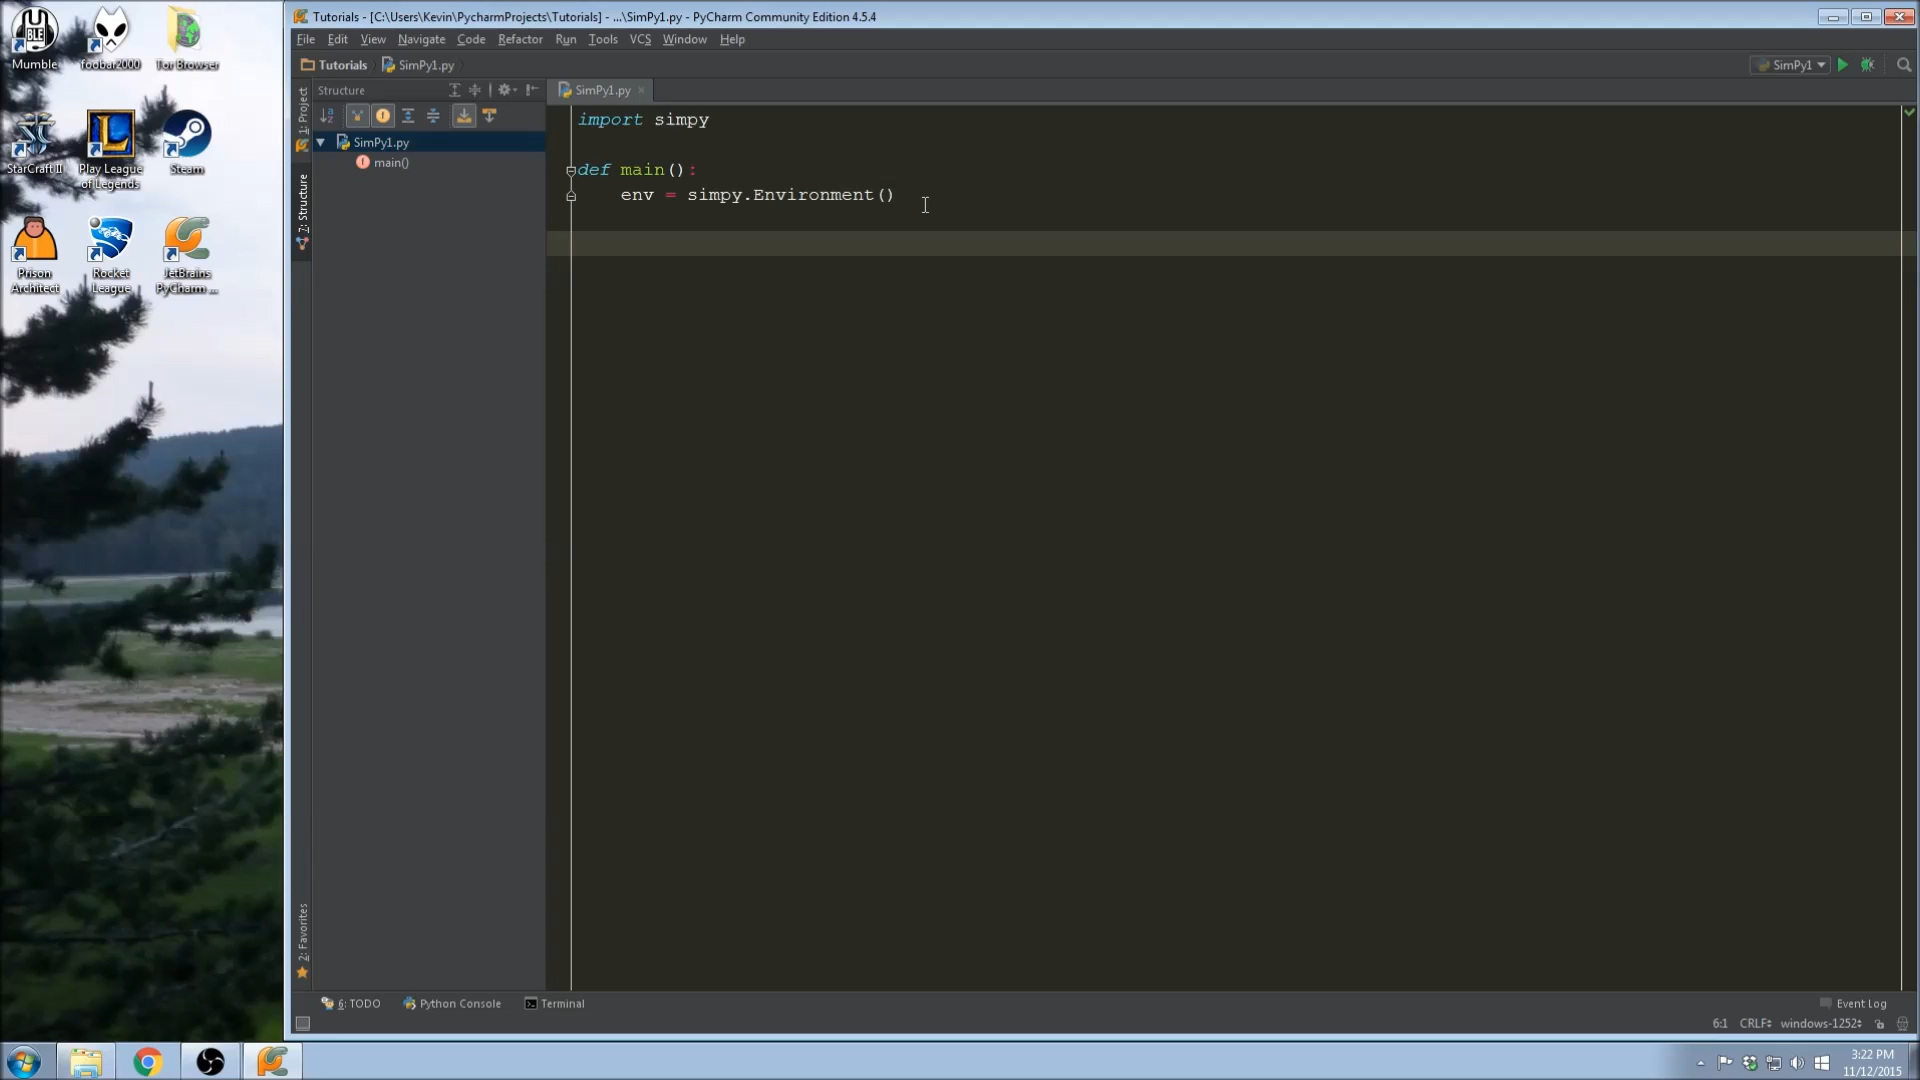 Mumble
foobar2000
Tor Browser
StarCraft II
Play League of Legends
Steam
Prison Architect
Rocket League
JetBrains PyCharm ...
BLE
Tutorials - [C:\Users\Kevin\PycharmProjects\Tutorials] - ...\SimPy1.py - PyCharm Community Edition 4.5.4
File Edit View Navigate Code Refactor Run Tools VCS Window Help
Tutorials SimPy1.py SimPy1
1: Project
7: Structure
2: Favorites
Structure
SimPy1.py
main()
SimPy1.py
import simpy
def main():
    env = simpy.Environment()
6: TODO Python Console Terminal Event Log
6:1 CRLF÷ windows-1252÷
3:22 PM
11/12/2015